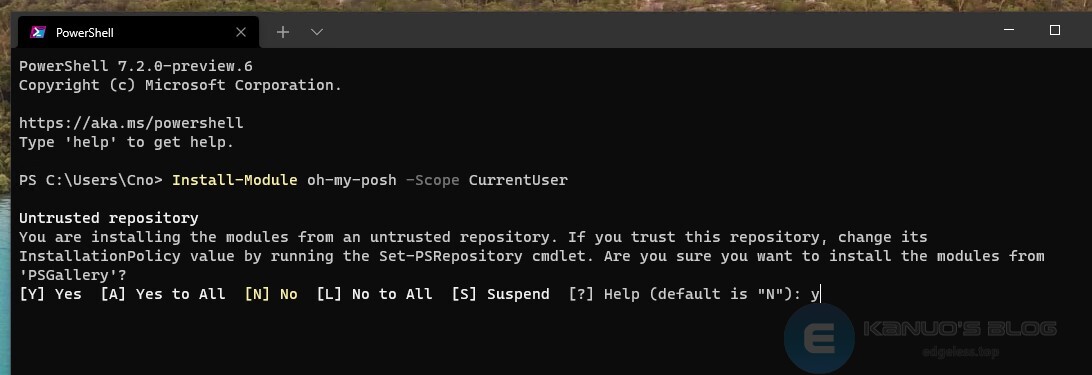 PowerShell
PowerShell 7.2.0-preview.6
Copyright (c) Microsoft Corporation.
https://aka.ms/powershell
Type 'help' to get help.
PS C:\Users\Cno> Install-Module oh-my-posh -Scope CurrentUser
Untrusted repository
You are installing the modules from an untrusted repository. If you trust this repository, change its
InstallationPolicy value by running the Set-PSRepository cmdlet. Are you sure you want to install the modules from
'PSGallery'?
[Y] Yes  [A] Yes to All  [N] No  [L] No to All  [S] Suspend  [?] Help (default is "N"): y
E
KANUO'S BLOG
edgeless.top